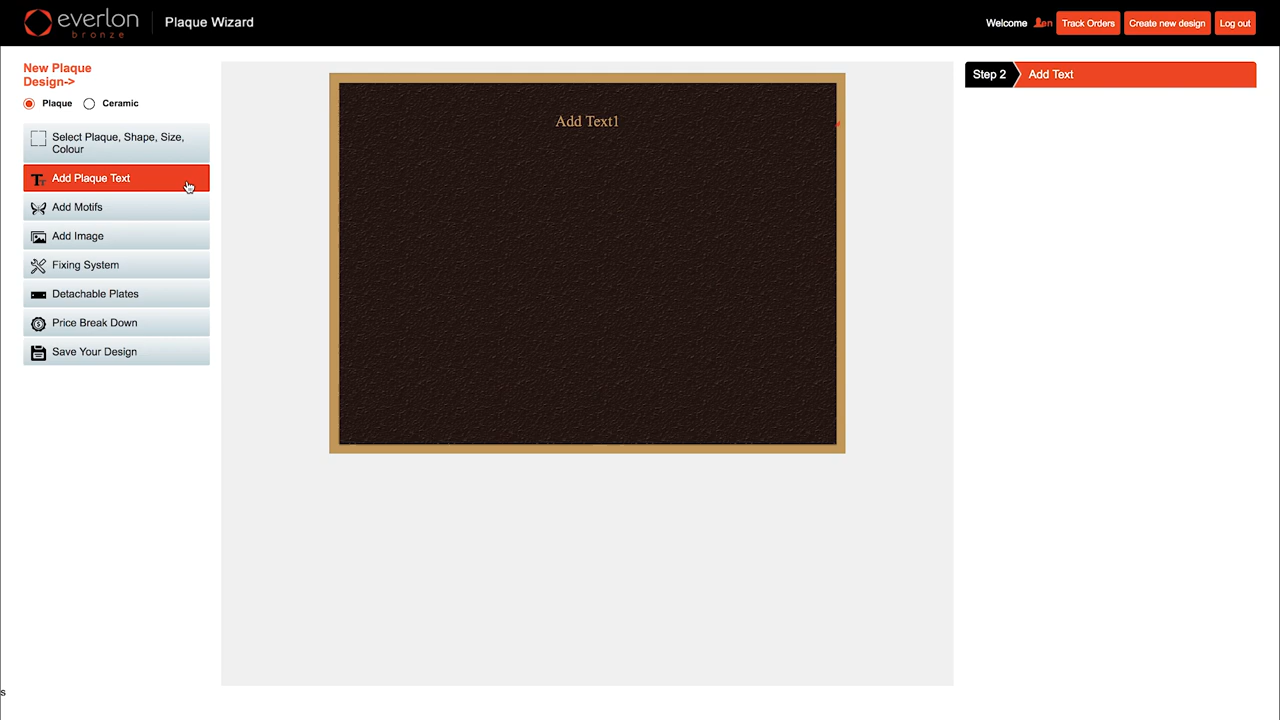 everlon
bronze
Plaque Wizard
Welcome
Track Orders
Create new design
Log out
New Plaque
Design->
Plaque
Ceramic
Select Plaque, Shape, Size,
Colour
Add Plaque Text
Add Motifs
Add Image
Fixing System
Detachable Plates
Price Break Down
Save Your Design
Add Text1
Step 2
Add Text
s